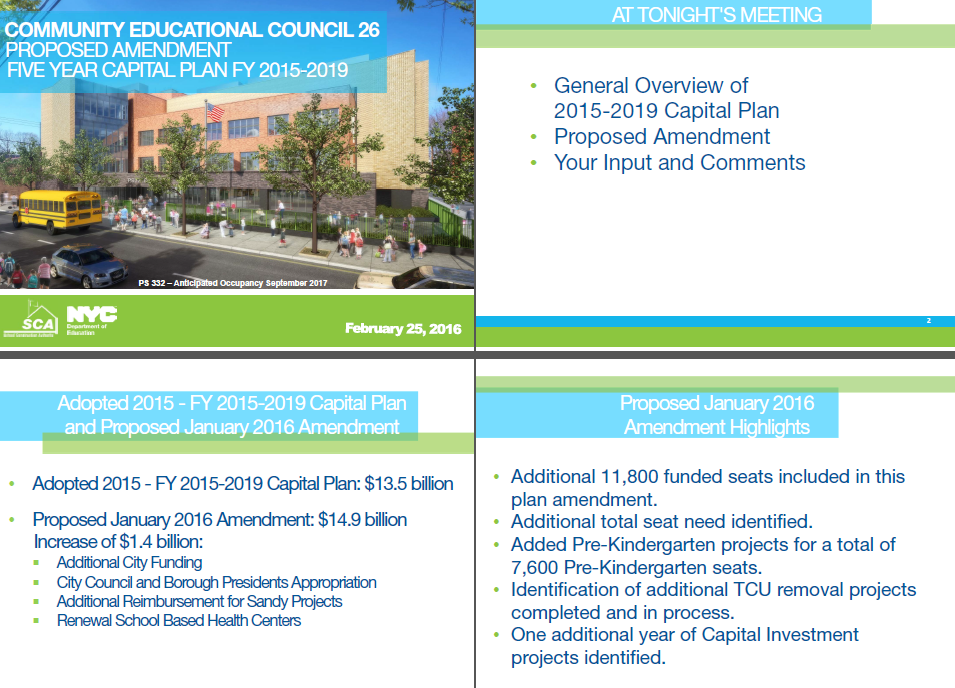 COMMUNITY EDUCATIONAL COUNCIL 26
PROPOSED AMENDMENT
FIVE YEAR CAPITAL PLAN FY 2015-2019
PS 332 – Anticipated Occupancy September 2017
SCA
NYC
Department of
Education
February 25, 2016
AT TONIGHT'S MEETING
• General Overview of
2015-2019 Capital Plan
• Proposed Amendment
• Your Input and Comments
2
Adopted 2015 - FY 2015-2019 Capital Plan
and Proposed January 2016 Amendment
• Adopted 2015 - FY 2015-2019 Capital Plan: $13.5 billion
• Proposed January 2016 Amendment: $14.9 billion
Increase of $1.4 billion:
▪ Additional City Funding
▪ City Council and Borough Presidents Appropriation
▪ Additional Reimbursement for Sandy Projects
▪ Renewal School Based Health Centers
Proposed January 2016
Amendment Highlights
• Additional 11,800 funded seats included in this
plan amendment.
• Additional total seat need identified.
• Added Pre-Kindergarten projects for a total of
7,600 Pre-Kindergarten seats.
• Identification of additional TCU removal projects
completed and in process.
• One additional year of Capital Investment
projects identified.